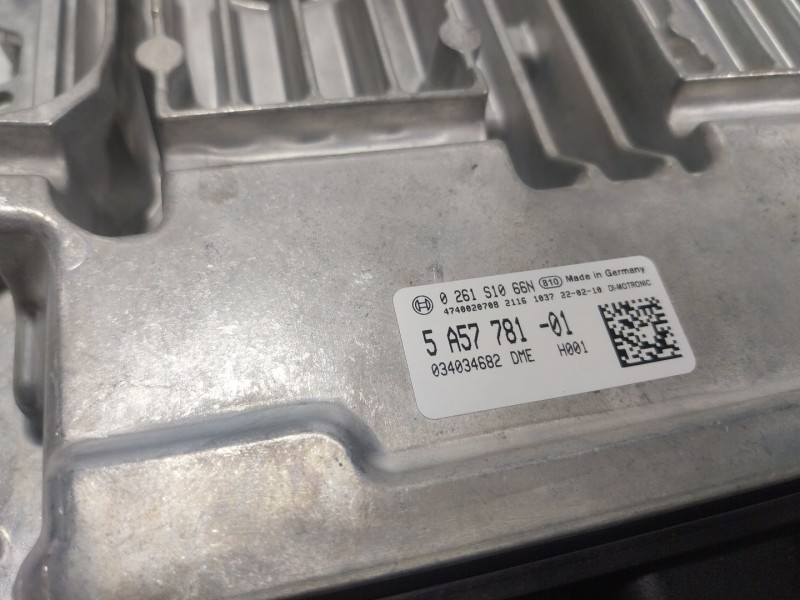 0 261 S10 66N 810 Made in Germany
4740020708 2116 1037 22-02-10 DI-MOTRONIC
5 A57 781 -01
034034682 DME H001